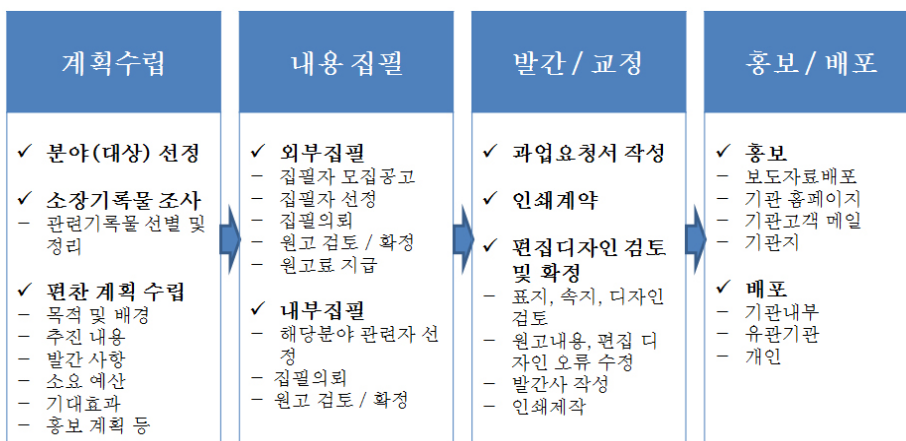 계획수립
✓ 분야(대상) 선정
✓ 소장기록물 조사
– 관련기록물 선별 및
정리
✓ 편찬 계획 수립
– 목적 및 배경
– 추진 내용
– 발간 사항
– 소요 예산
– 기대효과
– 홍보 계획 등
내용 집필
✓ 외부집필
– 집필자 모집공고
– 집필자 선정
– 집필의뢰
– 원고 검토 / 확정
– 원고료 지급
✓ 내부집필
– 해당분야 관련자 선
정
– 집필의뢰
– 원고 검토 / 확정
발간 / 교정
✓ 과업요청서 작성
✓ 인쇄계약
✓ 편집디자인 검토
및 확정
– 표지, 속지, 디자인
검토
– 원고내용, 편집 디
자인 오류 수정
– 발간사 작성
– 인쇄제작
홍보 / 배포
✓ 홍보
– 보도자료배포
– 기관 홈페이지
– 기관고객 메일
– 기관지
✓ 배포
– 기관내부
– 유관기관
– 개인